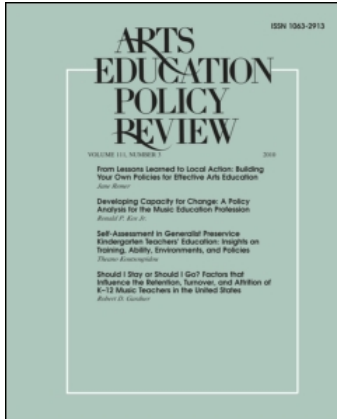 ISSN 1063-2913
ARTS
EDUCATION
POLICY
REVIEW
VOLUME 111, NUMBER 3 2010
From Lessons Learned to Local Action: Building
Your Own Policies for Effective Arts Education
Jane Remer
Developing Capacity for Change: A Policy
Analysis for the Music Education Profession
Ronald P. Kos Jr.
Self-Assessment in Generalist Preservice
Kindergarten Teachers' Education: Insights on
Training, Ability, Environments, and Policies
Theano Koutsoupidou
Should I Stay or Should I Go? Factors that
Influence the Retention, Turnover, and Attrition of
K–12 Music Teachers in the United States
Robert D. Gardner